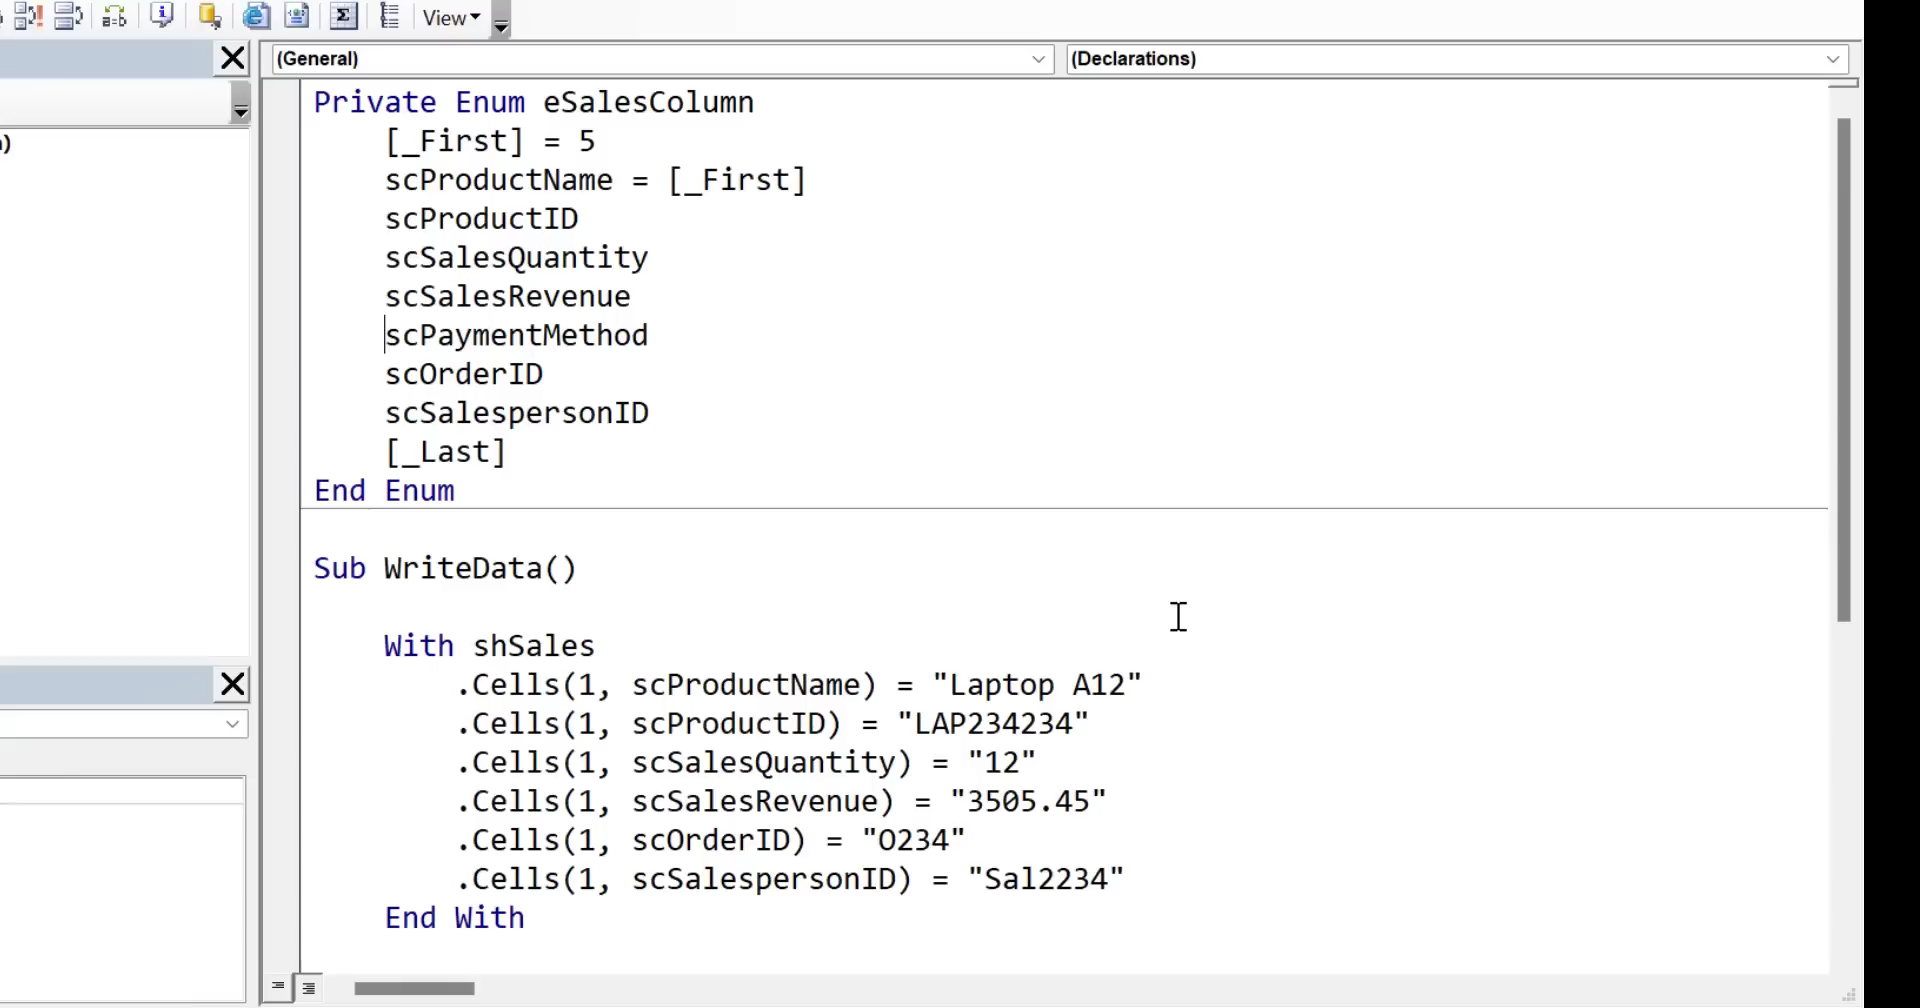 View
(General)
(Declarations)
Private Enum eSalesColumn
[_First] = 5
scProductName = [_First]
scProductID
scSalesQuantity
scSalesRevenue
scPaymentMethod
scOrderID
scSalespersonID
[_Last]
End Enum
Sub WriteData()
With shSales
.Cells(1, scProductName) = "Laptop A12"
.Cells(1, scProductID) = "LAP234234"
.Cells(1, scSalesQuantity) = "12"
.Cells(1, scSalesRevenue) = "3505.45"
.Cells(1, scOrderID) = "O234"
.Cells(1, scSalespersonID) = "Sal2234"
End With